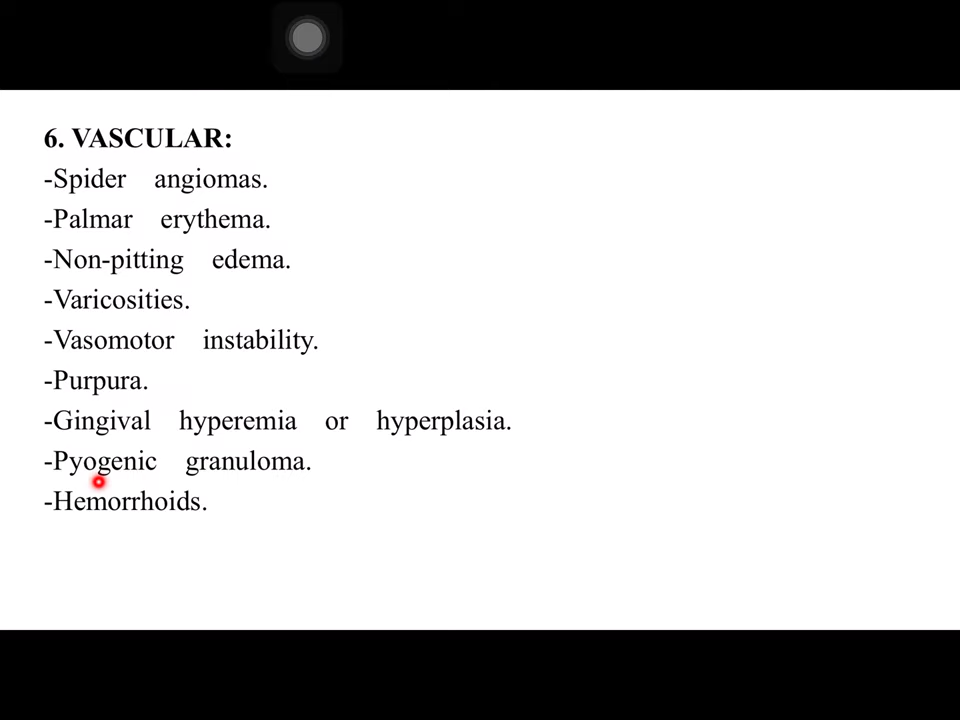 6. VASCULAR:
-Spider angiomas.
-Palmar erythema.
-Non-pitting edema.
-Varicosities.
-Vasomotor instability.
-Purpura.
-Gingival hyperemia or hyperplasia.
-Pyogenic granuloma.
-Hemorrhoids.